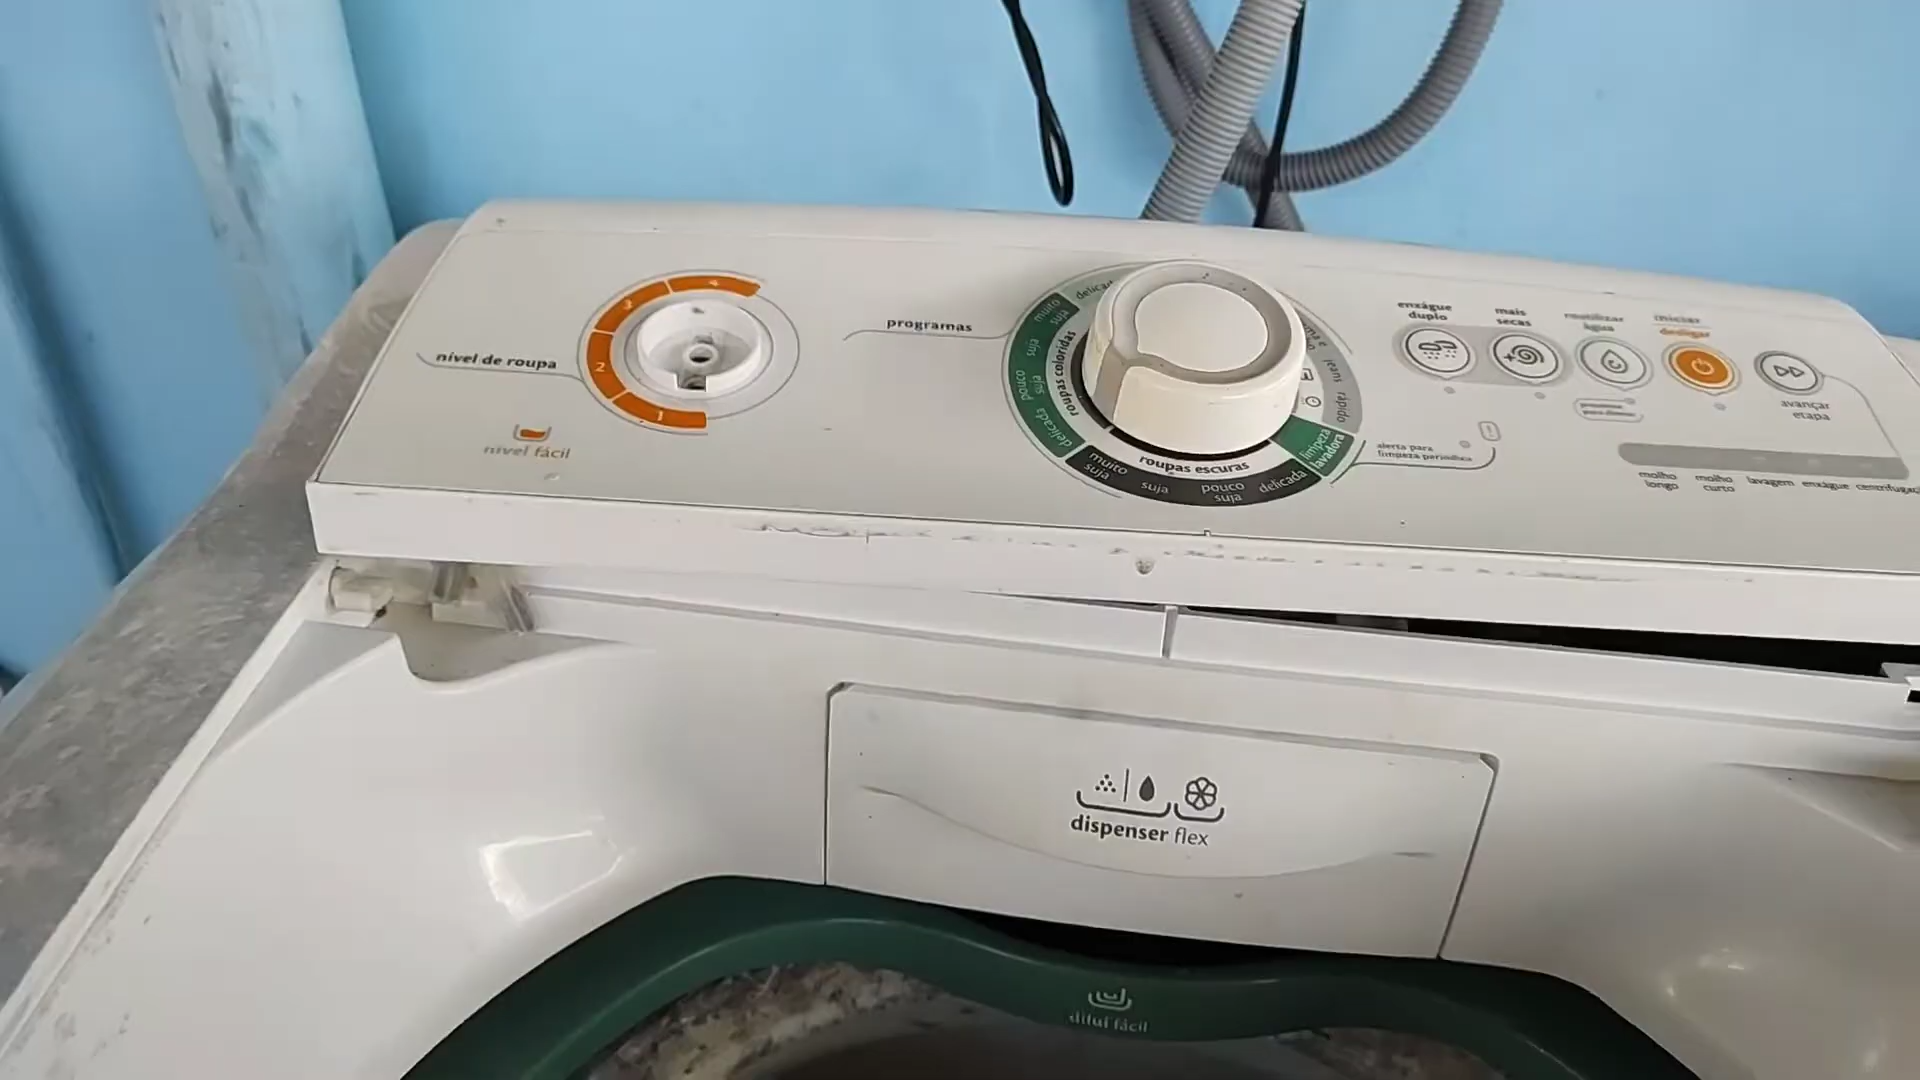 4
3
2
1
nível de roupa
nível fácil
programas
delicada
muito
suja
suja
pouco
suja
delicada
roupas coloridas
muito
suja
suja
pouco
suja
delicada
roupas escuras
limpeza
lavadora
rápido
enxágue
duplo
mais
secas
reutilizar
água
iniciar
desligar
avançar
etapa
alerta para
limpeza periódica
molho
longo
molho
curto
lavagem
enxágue
dispenser flex
dilui fácil